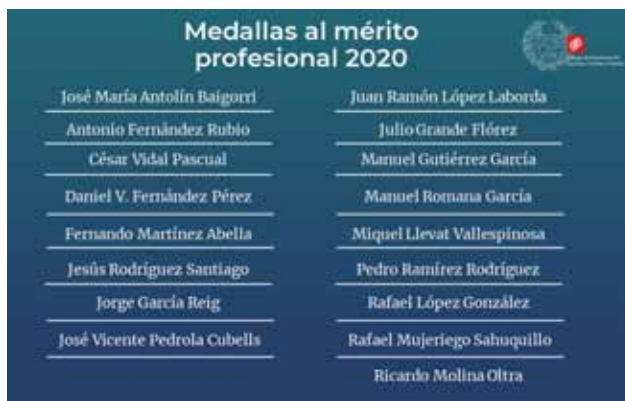 Medallas al mérito
profesional 2020
José María Antolín Baigorri
Antonio Fernández Rubio
César Vidal Pascual
Daniel V. Fernández Pérez
Fernando Martínez Abella
Jesús Rodríguez Santiago
Jorge García Reig
José Vicente Pedrola Cubells
Juan Ramón López Laborda
Julio Grande Flórez
Manuel Gutiérrez García
Manuel Romana García
Miquel Llevat Vallespinosa
Pedro Ramírez Rodríguez
Rafael López González
Rafael Mujeriego Sahuquillo
Ricardo Molina Oltra